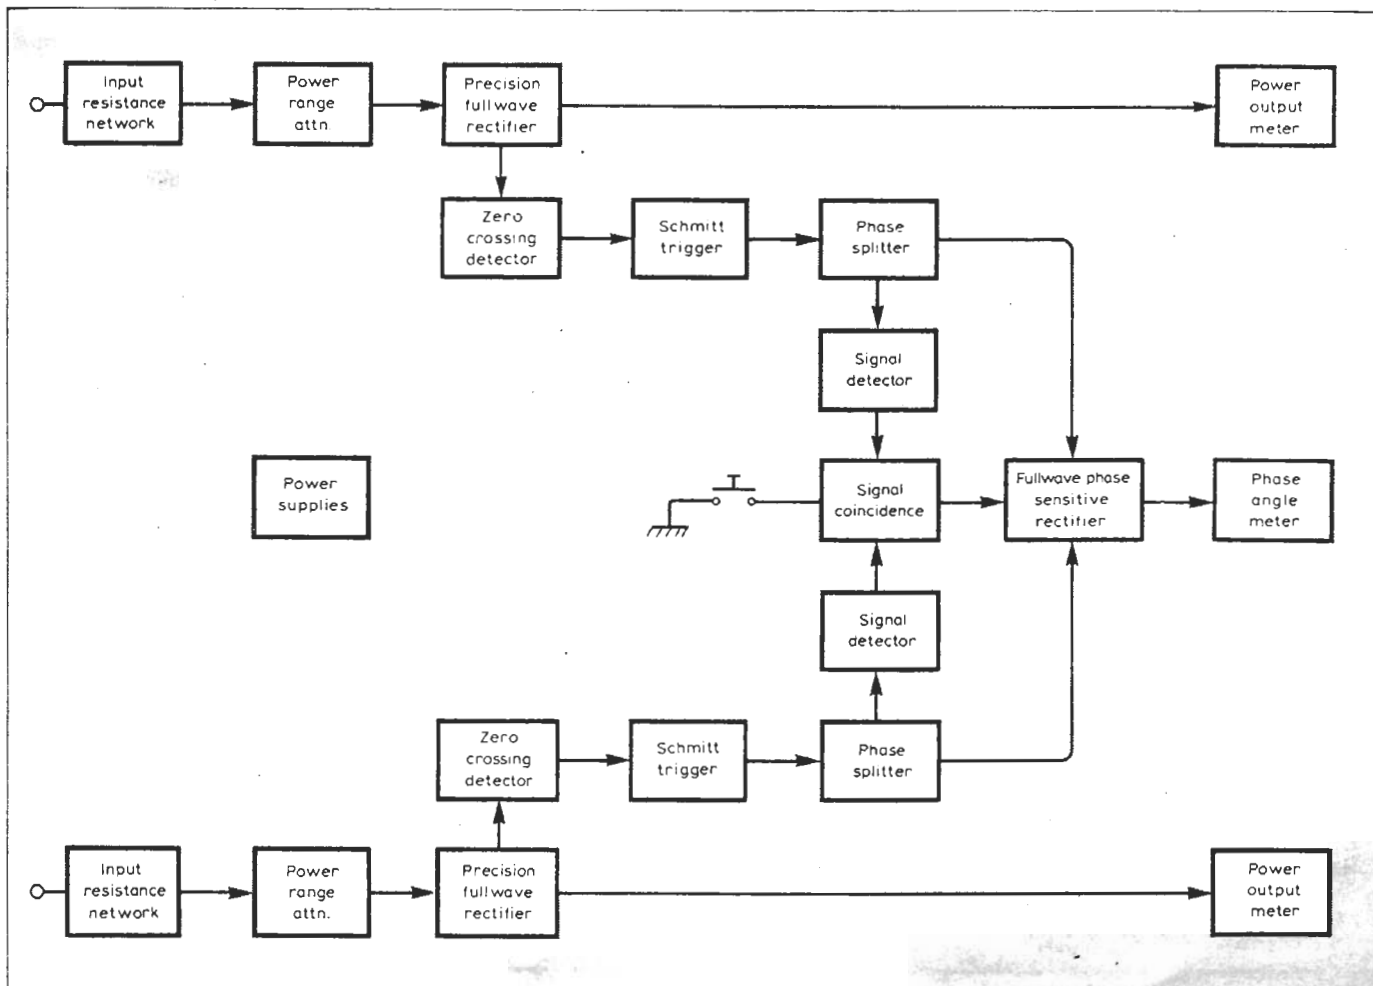 Input
resistance
network
Power
range
attn.
Precision
fullwave
rectifier
Power
output
meter
Zero
crossing
detector
Schmitt
trigger
Phase
splitter
Signal
detector
Power
supplies
Signal
coincidence
Fullwave phase
sensitive
rectifier
Phase
angle
meter
Signal
detector
Zero
crossing
detector
Schmitt
trigger
Phase
splitter
Input
resistance
network
Power
range
attn.
Precision
fullwave
rectifier
Power
output
meter